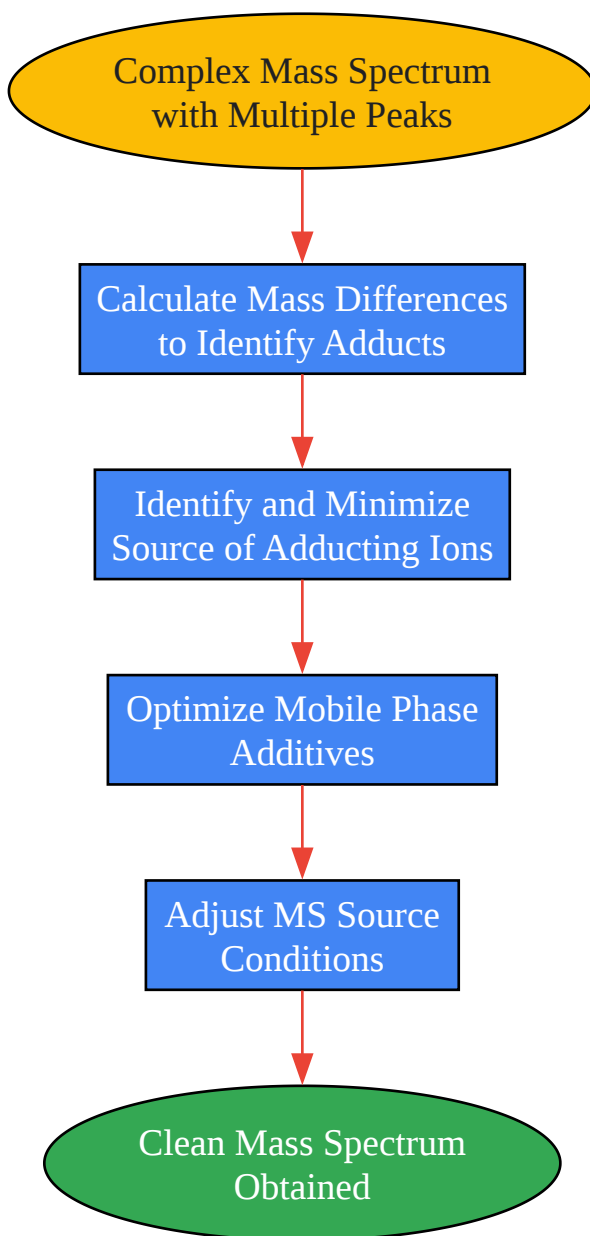 Complex Mass Spectrum
with Multiple Peaks
Calculate Mass Differences
to Identify Adducts
Identify and Minimize
Source of Adducting Ions
Optimize Mobile Phase
Additives
Adjust MS Source
Conditions
Clean Mass Spectrum
Obtained